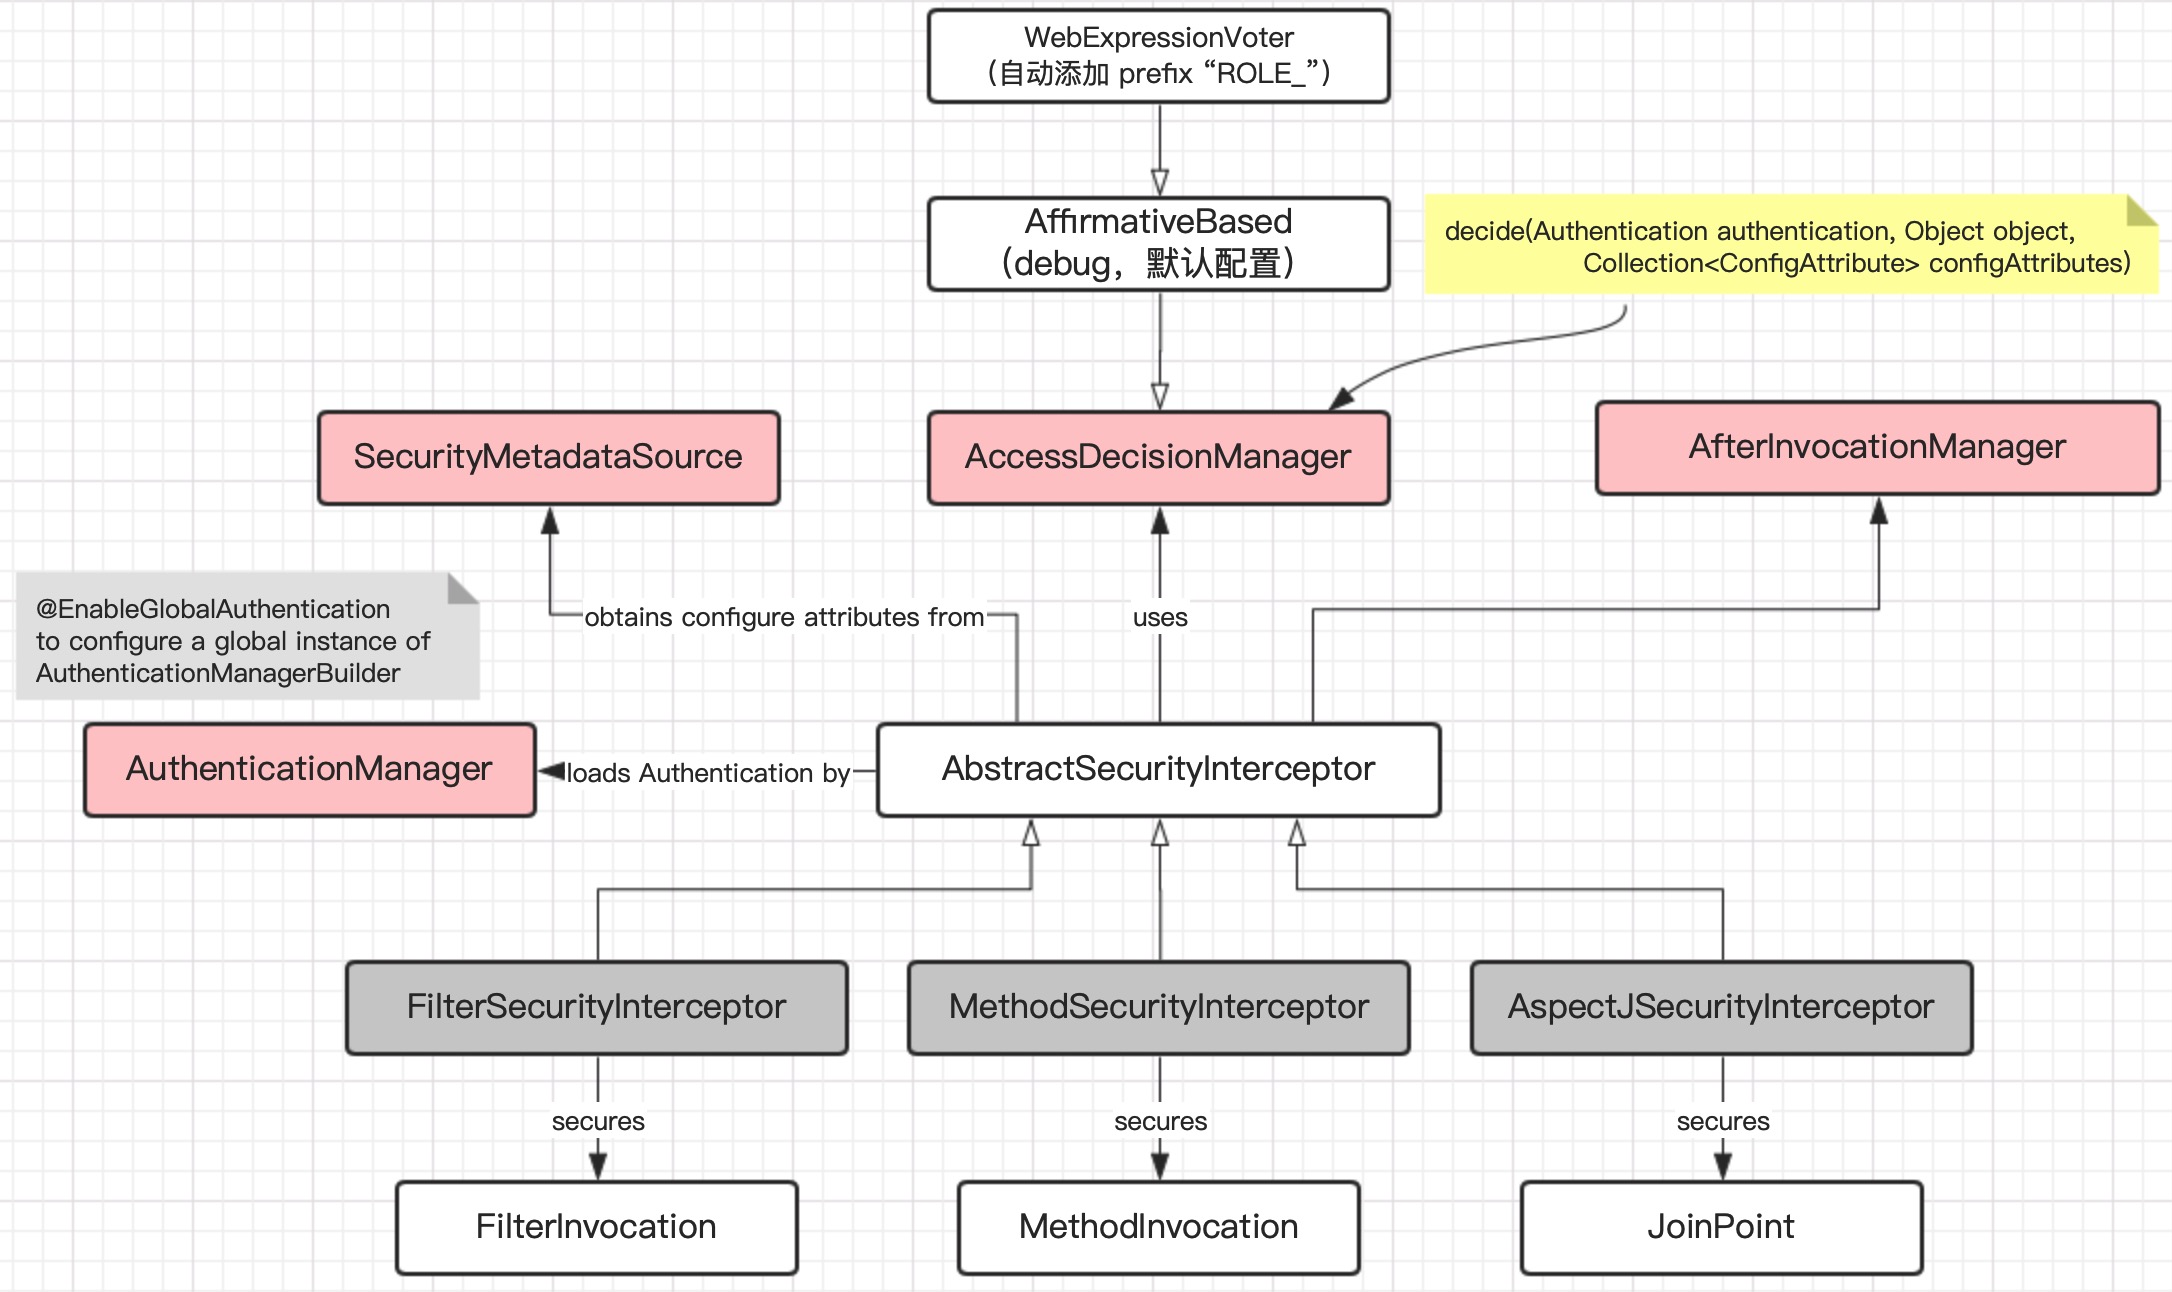 WebExpressionVoter
（自动添加 prefix “ROLE_”）
AffirmativeBased
（debug，默认配置）
decide(Authentication authentication, Object object,
Collection<ConfigAttribute> configAttributes)
SecurityMetadataSource
AccessDecisionManager
AfterInvocationManager
@EnableGlobalAuthentication
to configure a global instance of
AuthenticationManagerBuilder
obtains configure attributes from
uses
AuthenticationManager
loads Authentication by
AbstractSecurityInterceptor
FilterSecurityInterceptor
MethodSecurityInterceptor
AspectJSecurityInterceptor
secures
secures
secures
FilterInvocation
MethodInvocation
JoinPoint